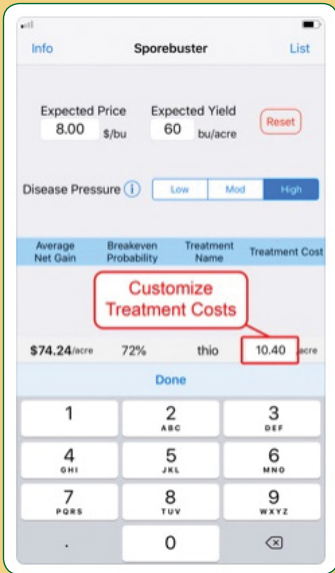 Info Sporebuster List
Expected Price Expected Yield
8.00 $/bu 60 bu/acre Reset
Disease Pressure i Low Mod High
Average Net Gain Breakeven Probability Treatment Name Treatment Cost
Customize
Treatment Costs
$74.24/acre 72% thio 10.40 acre
Done
1 2 3
ABC DEF
4 5 6
GHI JKL MNO
7 8 9
PQRS TUV WXYZ
. 0